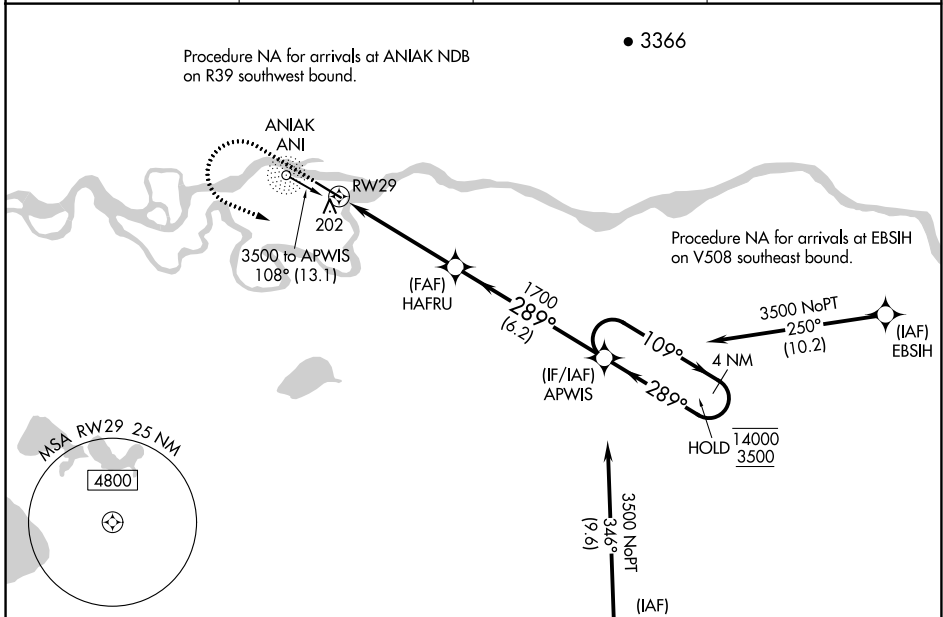 Procedure NA for arrivals at ANIAK NDB
on R39 southwest bound.
3366
ANIAK
ANI
RW29
202
3500 to APWIS
108° (13.1)
Procedure NA for arrivals at EBSIH
on V508 southeast bound.
(FAF)
HAFRU
1700
289°
(6.2)
3500 NoPT
250°
(10.2)
(IAF)
EBSIH
109°
4 NM
(IF/IAF)
APWIS
289°
HOLD
14000
3500
MSA RW29 25 NM
4800
3500 NoPT
346°
(9.6)
(IAF)